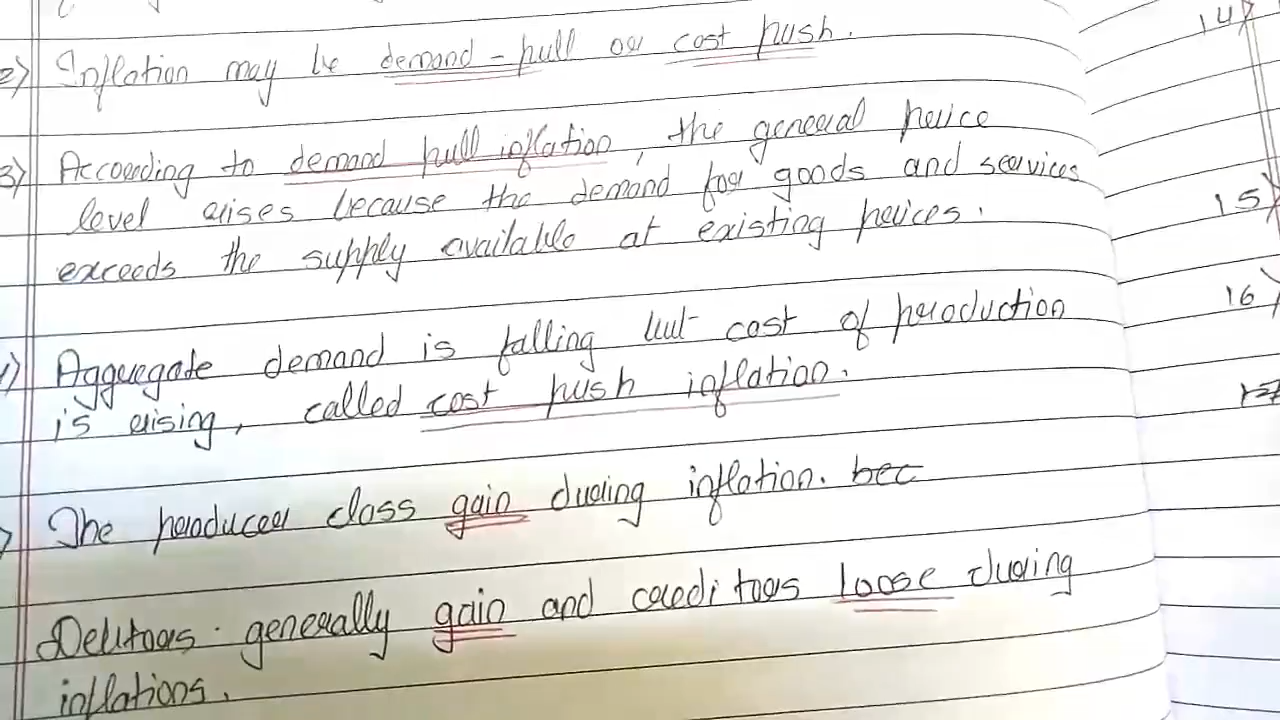 2) Inflation may be demand-pull or cost push.
3) According to demand pull inflation, the general price
level arises because the demand for goods and services
exceeds the supply available at existing prices.
Aggregate demand is falling but cost of production
is arising, called cost push inflation.
The producer class gain during inflation. bec
Debitors generally gain and creditors loose during
inflations.
14)
15)
16)